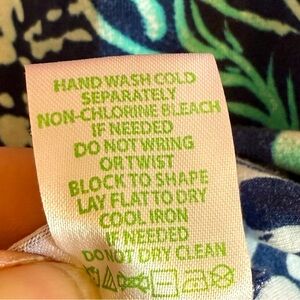 HAND WASH COLD
SEPARATELY
NON-CHLORINE BLEACH
IF NEEDED
DO NOT WRING
OR TWIST
BLOCK TO SHAPE
LAY FLAT TO DRY
COOL IRON
IF NEEDED
DO NOT DRY CLEAN